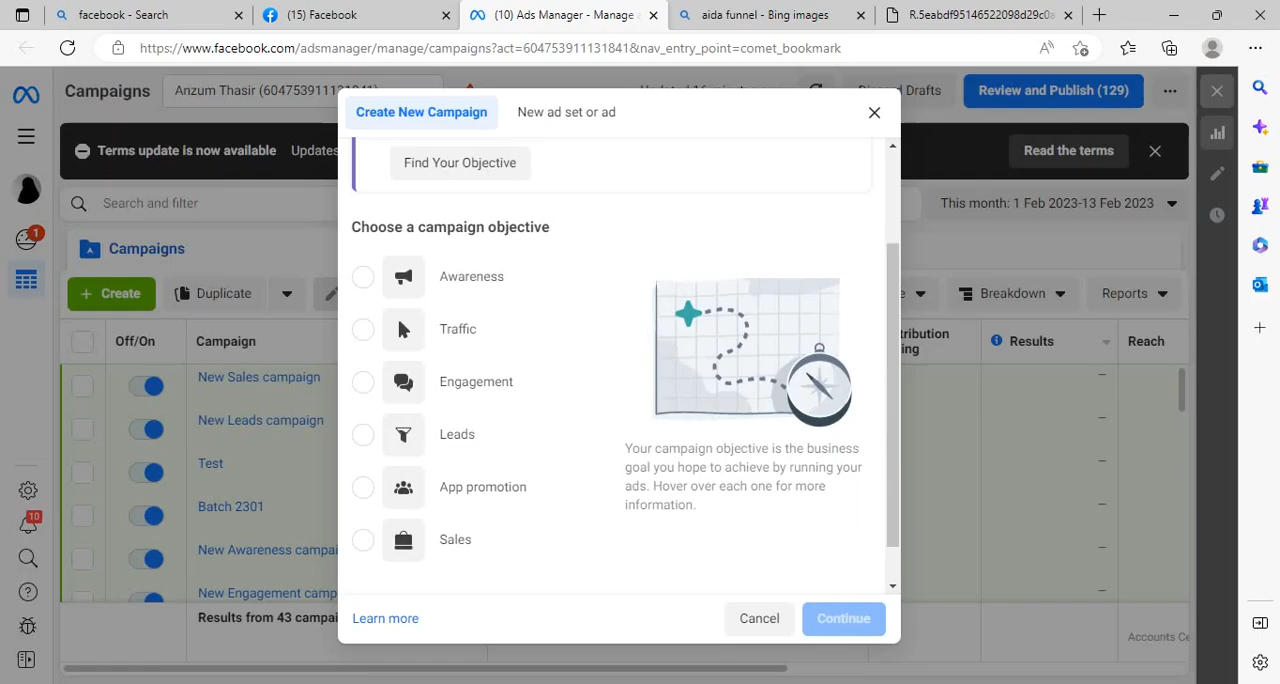 facebook - Search
(15) Facebook
(10) Ads Manager - Manage a
aida funnel - Bing images
R.5eabdf95146522098d29c0a
https://www.facebook.com/adsmanager/manage/campaigns?act=604753911131841&nav_entry_point=comet_bookmark
Campaigns
Anzum Thasir (604753911131841)
Drafts
Review and Publish (129)
Create New Campaign
New ad set or ad
Terms update is now available
Updates
Read the terms
Find Your Objective
Search and filter
This month: 1 Feb 2023-13 Feb 2023
Choose a campaign objective
Campaigns
1
Awareness
Create
Duplicate
Breakdown
Reports
Traffic
Off/On
Campaign
Results
Reach
New Sales campaign
Engagement
New Leads campaign
Leads
Your campaign objective is the business
goal you hope to achieve by running your
ads. Hover over each one for more
information.
Test
App promotion
Batch 2301
10
Sales
New Awareness campai
New Engagement camp
Results from 43 campai
Learn more
Cancel
Continue
Accounts Ce